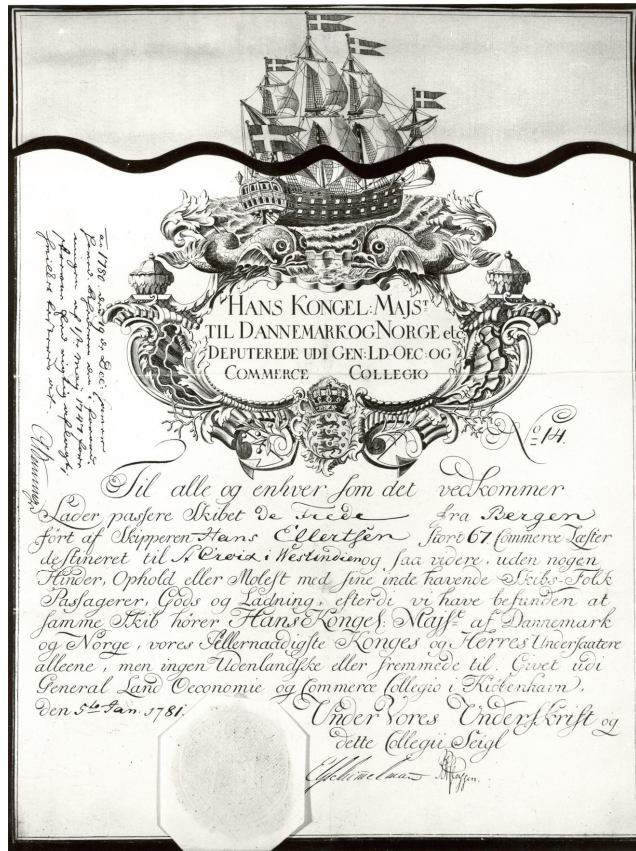 HANS KONGEL: MAJS.T
TIL DANNEMARK OG NORGE etc
DEPUTEREDE UDI GEN: LD-OEC: OG
COMMERCE COLLEGIO
No 14.
Til alle og enhver som det vedkommer
Lader passere Skibet De Frede fra Bergen
fört af Skipperen Hans Ellertsen stort 67 Commerce Læster
destineret til St Croix i Westindien og saa videre, uden nogen
Hinder, Ophold eller Molest med sine inde havende Skibs-Folk
Passagerer, Gods og Ladning, efterdi vi have befunden at
samme Skib hörer Hans Kongel: Majst af Dannemark
og Norge, vores Allernaadigste Konges og Herres Undersaatere
alleene, men ingen Udenlandske eller fremmede til. Givet udi
General Land Oeconomie og Commerce Collegio i Kiöbenhavn,
den 5te Jan. 1781.
Under Vores Underskrift og
dette Collegii Seigl